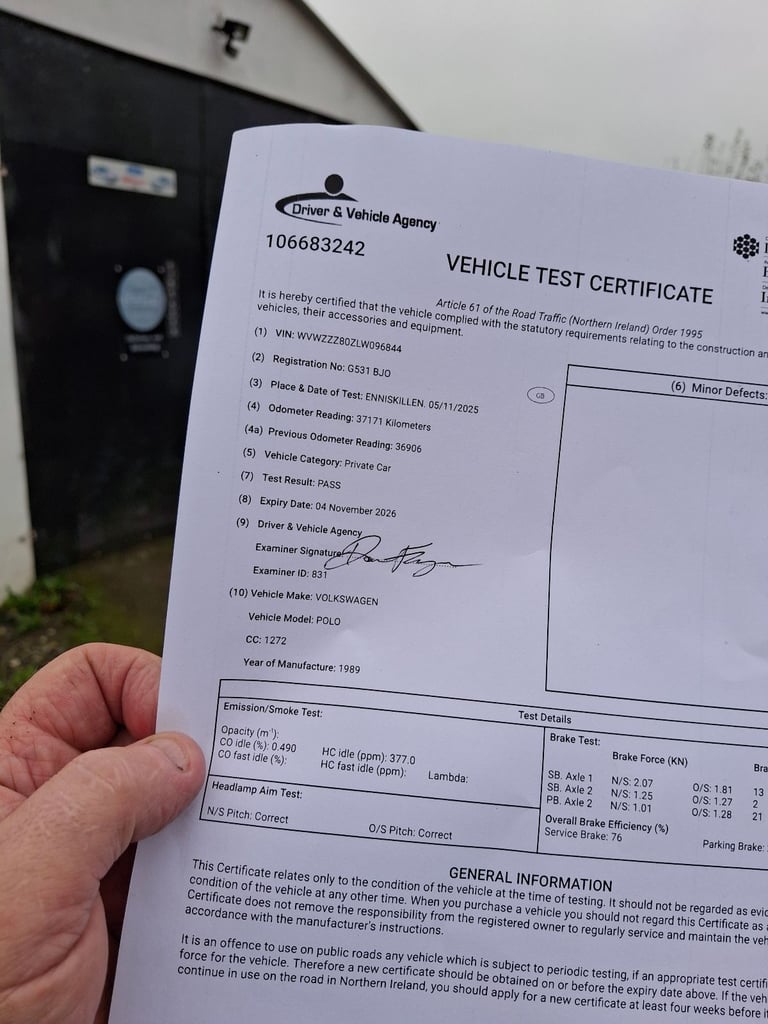 Driver & Vehicle Agency
106683242
VEHICLE TEST CERTIFICATE
Article 61 of the Road Traffic (Northern Ireland) Order 1995
It is hereby certified that the vehicle complied with the statutory requirements relating to the construction an
vehicles, their accessories and equipment.
(1) VIN: WVWZZZ80ZLW096844
(2) Registration No: G531 BJO
GB
(3) Place & Date of Test: ENNISKILLEN. 05/11/2025
(4) Odometer Reading: 37171 Kilometers
(4a) Previous Odometer Reading: 36906
(5) Vehicle Category: Private Car
(7) Test Result: PASS
(8) Expiry Date: 04 November 2026
(9) Driver & Vehicle Agency
Examiner Signature
Examiner ID: 831
(10) Vehicle Make: VOLKSWAGEN
Vehicle Model: POLO
CC: 1272
Year of Manufacture: 1989
(6) Minor Defects:
Test Details
Emission/Smoke Test:
Opacity (m⁻¹):
CO idle (%): 0.490 HC idle (ppm): 377.0
CO fast idle (%): HC fast idle (ppm): Lambda:
Headlamp Aim Test:
N/S Pitch: Correct O/S Pitch: Correct
Brake Test:
Brake Force (KN) Bra
SB. Axle 1 N/S: 2.07 O/S: 1.81 13
SB. Axle 2 N/S: 1.25 O/S: 1.27 2
PB. Axle 2 N/S: 1.01 O/S: 1.28 21
Overall Brake Efficiency (%)
Service Brake: 76 Parking Brake:
GENERAL INFORMATION
This Certificate relates only to the condition of the vehicle at the time of testing. It should not be regarded as evid
condition of the vehicle at any other time. When you purchase a vehicle you should not regard this Certificate as a
Certificate does not remove the responsibility from the registered owner to regularly service and maintain the veh
accordance with the manufacturer's instructions.
It is an offence to use on public roads any vehicle which is subject to periodic testing, if an appropriate test certifi
force for the vehicle. Therefore a new certificate should be obtained on or before the expiry date above. If the veh
continue in use on the road in Northern Ireland, you should apply for a new certificate at least four weeks before i